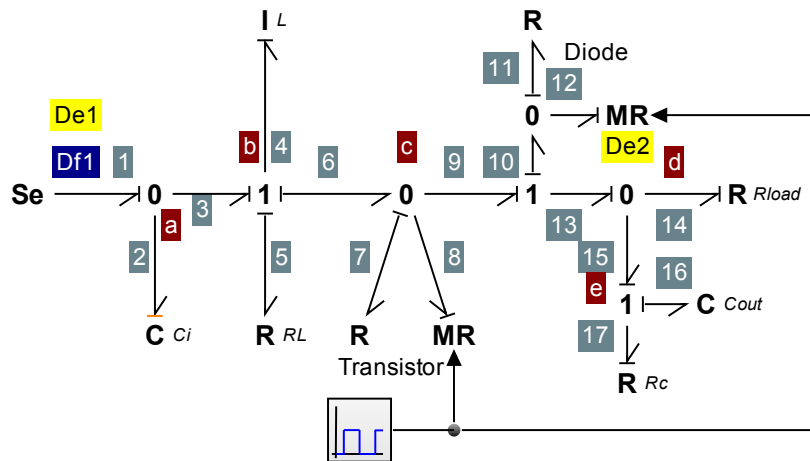 I L
R
11
12
Diode
De1
0
MR
De2
Df1
1
b
4
6
c
9
10
d
Se
0
1
0
1
0
R Rload
a
3
2
5
7
8
13
15
14
16
e
1
C Cout
C Ci
R RL
R
MR
17
Transistor
R Rc